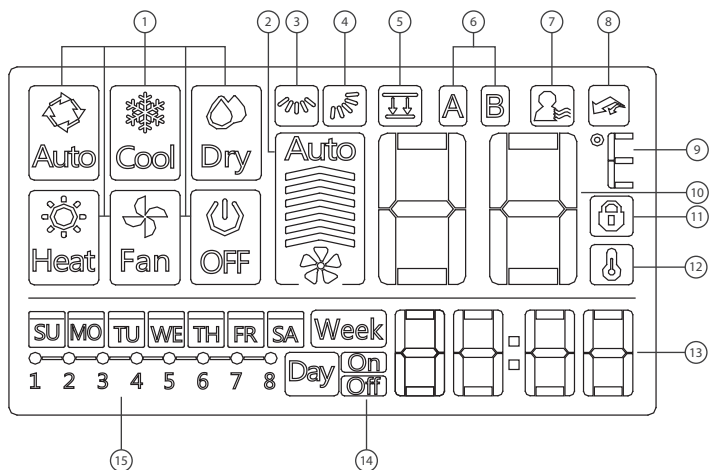 1 2 3 4 5 6 7 8
Auto Cool Dry Auto A B
9
10
11
Heat Fan OFF
12
SU MO TU WE TH FR SA Week
88:88
13
1 2 3 4 5 6 7 8 Day On
Off
15 14